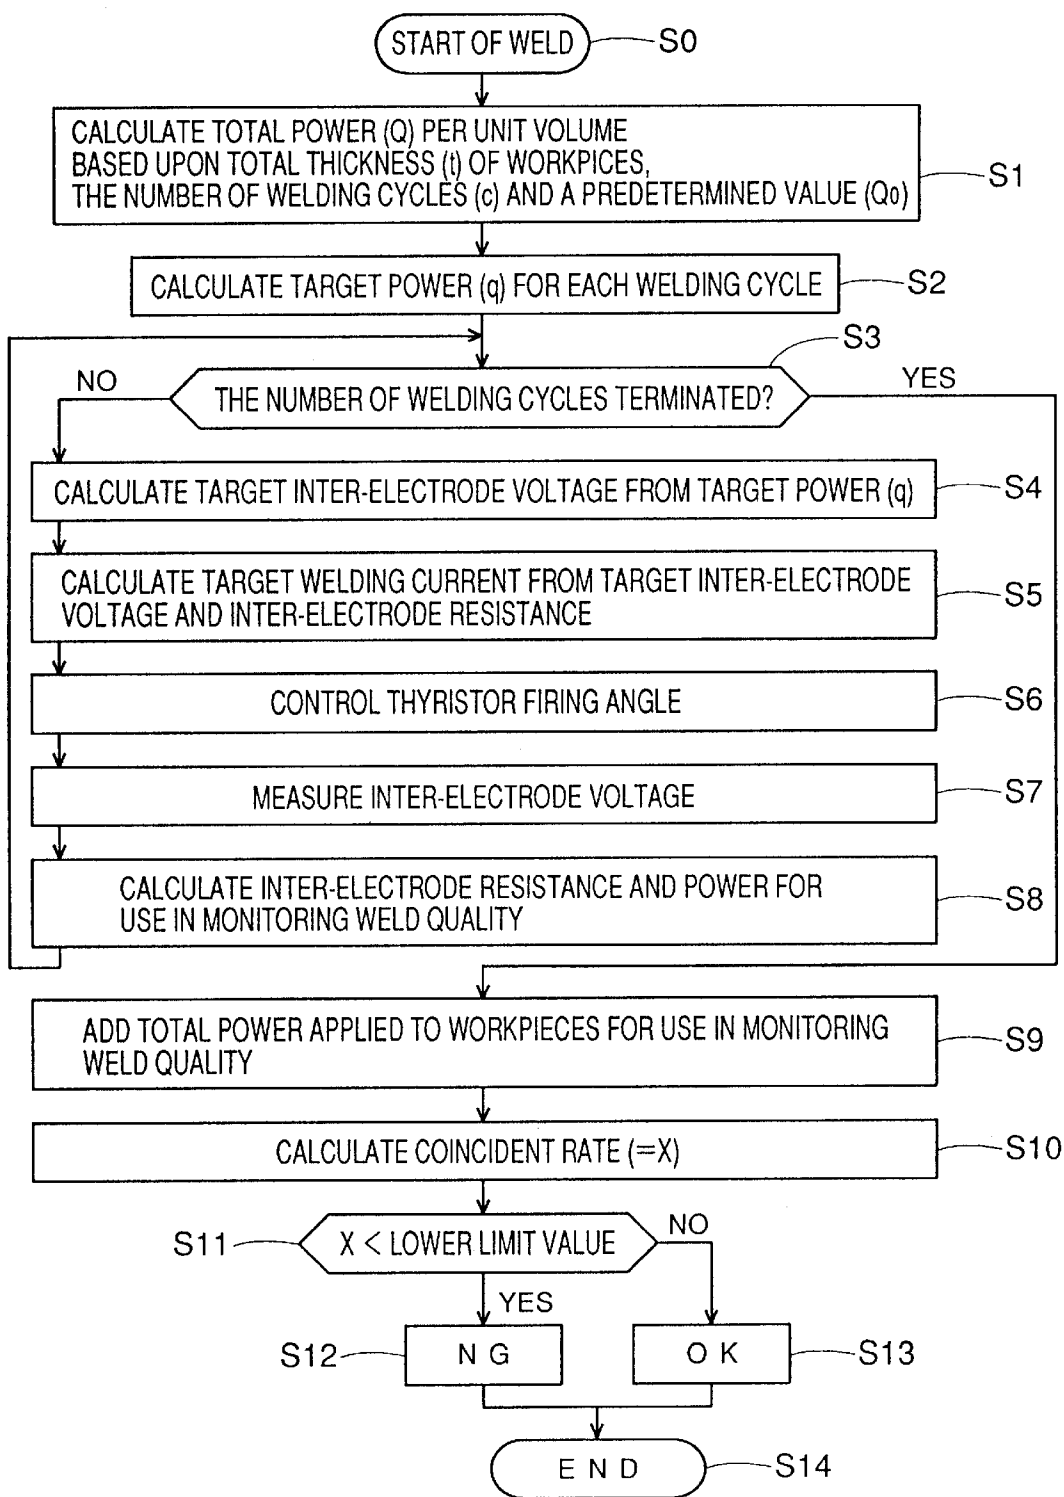 START OF WELD
S0
CALCULATE TOTAL POWER (Q) PER UNIT VOLUME
BASED UPON TOTAL THICKNESS (t) OF WORKPICES,
THE NUMBER OF WELDING CYCLES (c) AND A PREDETERMINED VALUE (Q0)
S1
CALCULATE TARGET POWER (q) FOR EACH WELDING CYCLE
S2
S3
NO
YES
THE NUMBER OF WELDING CYCLES TERMINATED?
CALCULATE TARGET INTER-ELECTRODE VOLTAGE FROM TARGET POWER (q)
S4
CALCULATE TARGET WELDING CURRENT FROM TARGET INTER-ELECTRODE
VOLTAGE AND INTER-ELECTRODE RESISTANCE
S5
CONTROL THYRISTOR FIRING ANGLE
S6
MEASURE INTER-ELECTRODE VOLTAGE
S7
CALCULATE INTER-ELECTRODE RESISTANCE AND POWER FOR
USE IN MONITORING WELD QUALITY
S8
ADD TOTAL POWER APPLIED TO WORKPIECES FOR USE IN MONITORING
WELD QUALITY
S9
CALCULATE COINCIDENT RATE (=X)
S10
S11
X < LOWER LIMIT VALUE
NO
YES
S12
N G
O K
S13
E N D
S14